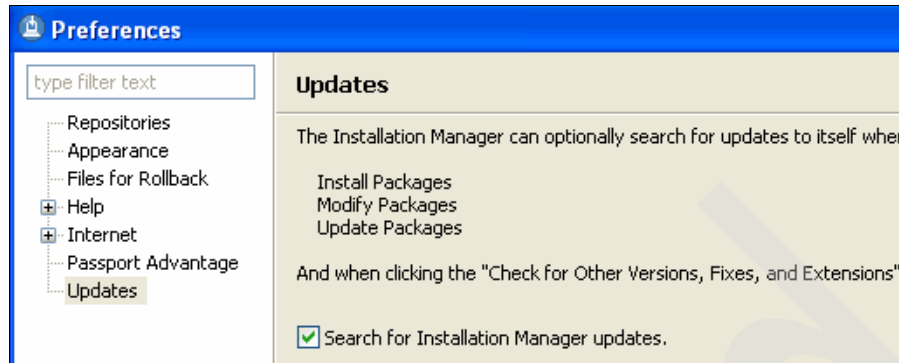 Preferences
type filter text
Repositories
Appearance
Files for Rollback
Help
Internet
Passport Advantage
Updates
Updates
The Installation Manager can optionally search for updates to itself when
Install Packages
Modify Packages
Update Packages
And when clicking the "Check for Other Versions, Fixes, and Extensions"
Search for Installation Manager updates.